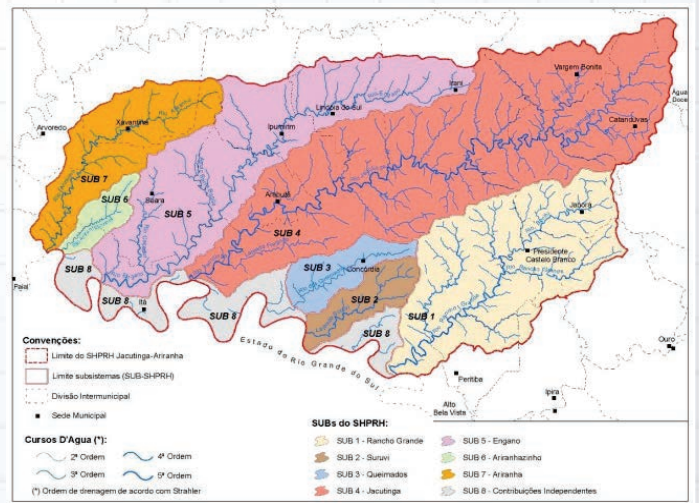 Vargem Bonita
Irani
Água
Doce
Lindóia do Sul
Catanduvas
Xavantina
Ipumirim
Arvoredo
SUB 7
SUB 6
SUB 5
Arabutã
Jaborá
SUB 4
SUB 8
SUB 3
Concórdia
Presidente
Castelo Branco
Paial
SUB 8
Itá
SUB 2
SUB 1
SUB 8
SUB 8
Estado do Rio Grande do Sul
Ouro
Peritiba
Alto
Bela Vista
Ipira
Convenções:
Limite do SHPRH Jacutinga-Ariranha
Limite subsistemas (SUB-SHPRH)
Divisão Intermunicipal
Sede Municipal
Cursos D'Agua (*):
2ª Ordem
4ª Ordem
3ª Ordem
5ª Ordem
(*) Ordem de drenagem de acordo com Strahler
SUBs do SHPRH:
SUB 1 - Rancho Grande
SUB 5 - Engano
SUB 2 - Suruvi
SUB 6 - Ariranhazinho
SUB 3 - Queimados
SUB 7 - Ariranha
SUB 4 - Jacutinga
SUB 8 - Contribuições Independentes